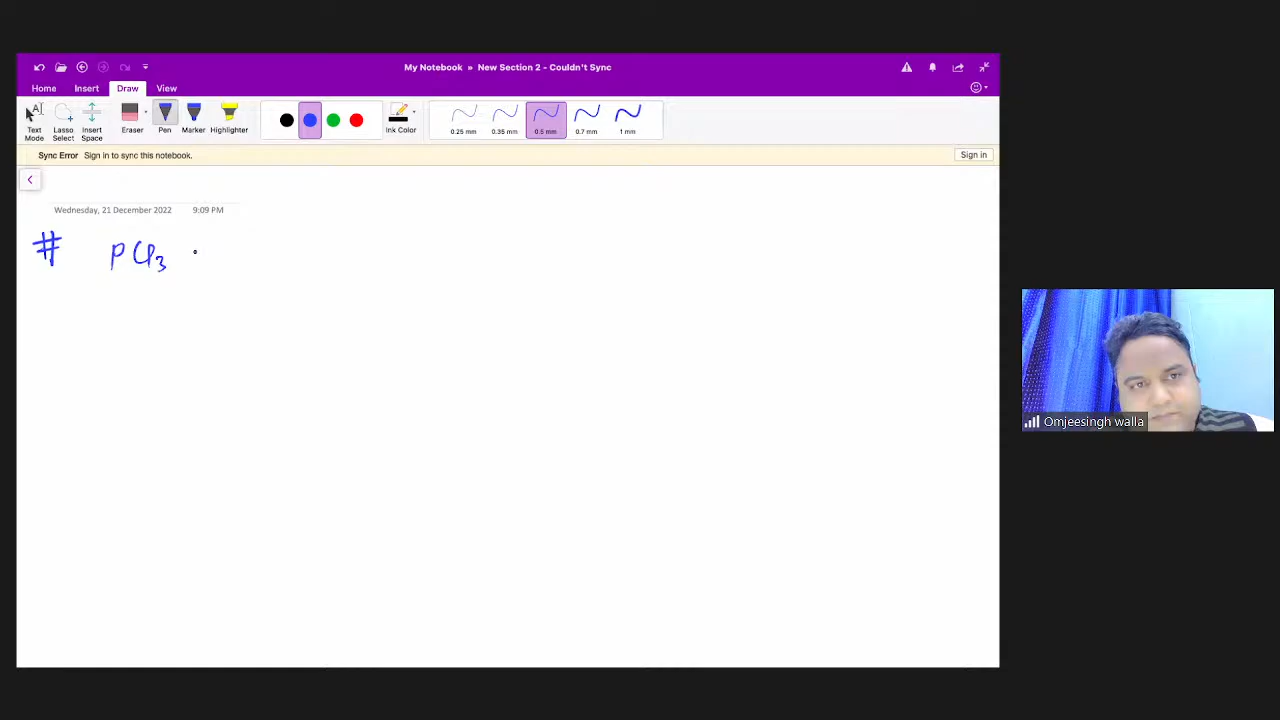 My Notebook » New Section 2 - Couldn't Sync
Home Insert Draw View
Text Mode Lasso Select Insert Space Eraser Pen Marker Highlighter Ink Color 0.25 mm 0.35 mm 0.5 mm 0.7 mm 1 mm
Sync Error Sign in to sync this notebook. Sign in
Wednesday, 21 December 2022 9:09 PM
# PCl₃
Omjeesingh walla